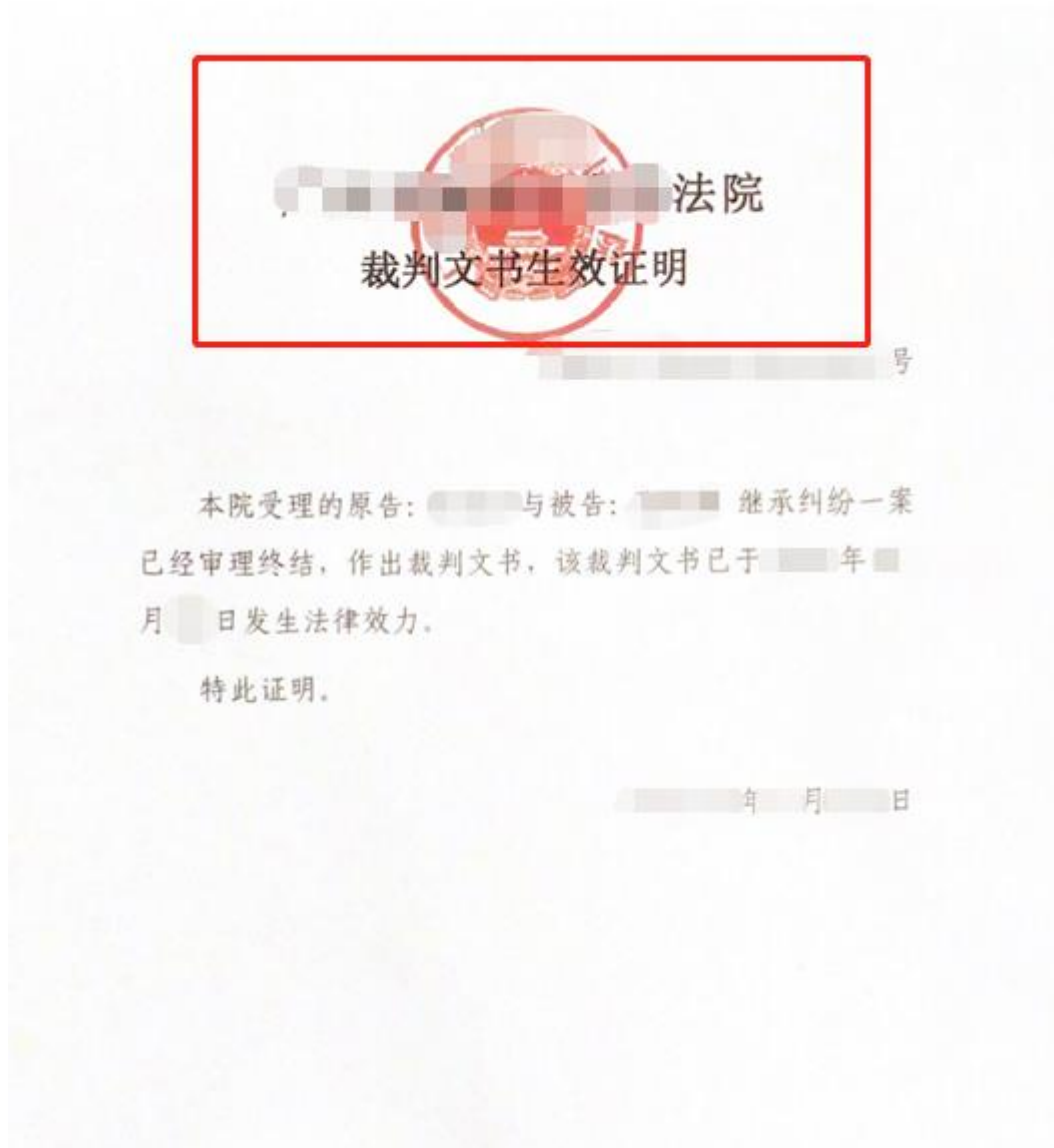 法院
裁判文书生效证明
号
本院受理的原告: 与被告: 继承纠纷一案
已经审理终结，作出裁判文书，该裁判文书已于 年
月 日发生法律效力.
特此证明.
年 月 日